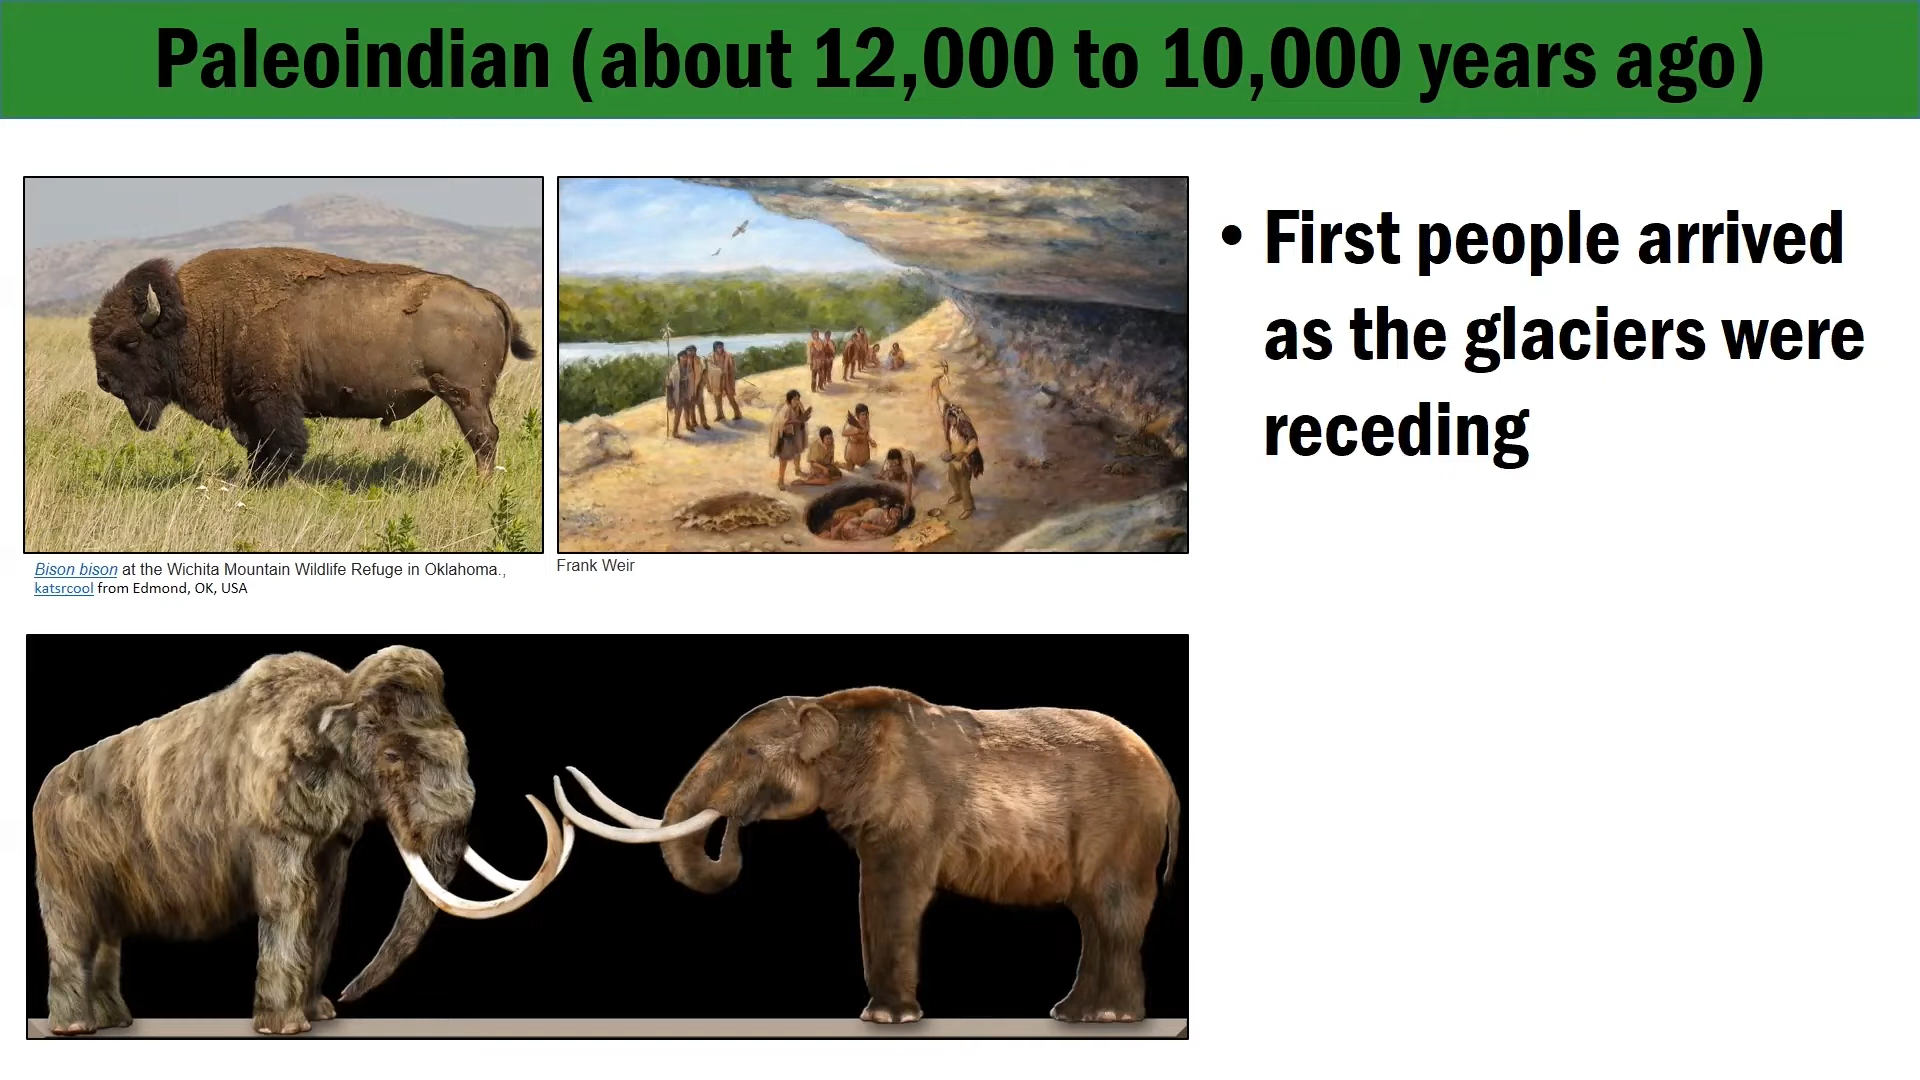 Paleoindian (about 12,000 to 10,000 years ago)
• First people arrived
as the glaciers were
receding
Bison bison at the Wichita Mountain Wildlife Refuge in Oklahoma.,
katsrcool from Edmond, OK, USA
Frank Weir